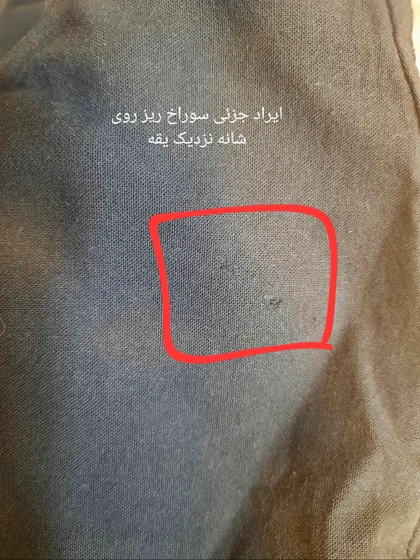 ایراد جزئی سوراخ ریز روی
شانه نزدیک یقه